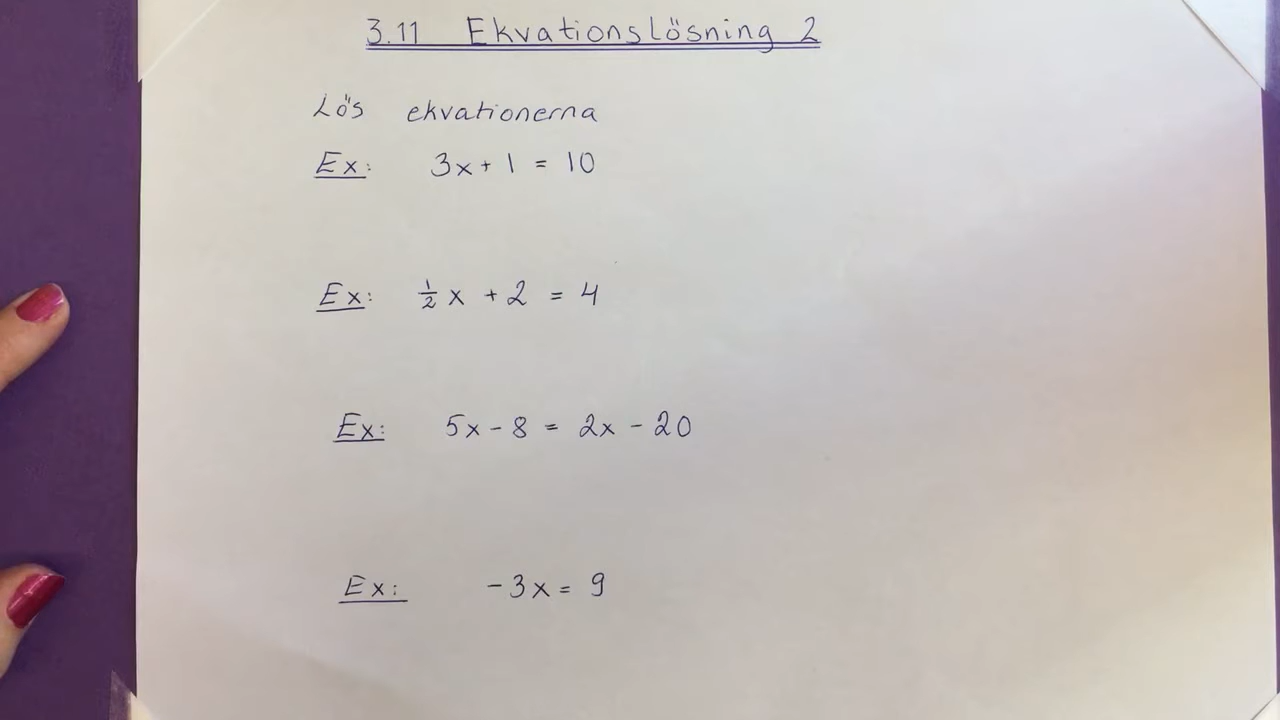 3.11 Ekvationslösning 2
Lös ekvationerna
Ex: 3x + 1 = 10
Ex: ½ x + 2 = 4
Ex: 5x - 8 = 2x - 20
Ex: -3x = 9